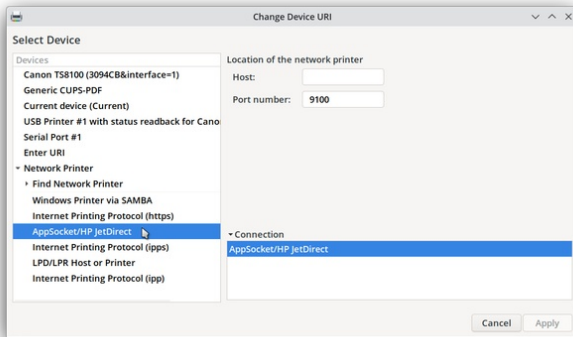 Change Device URI
Select Device
Devices
Canon TS8100 (3094CB&interface=1)
Generic CUPS-PDF
Current device (Current)
USB Printer #1 with status readback for Cano
Serial Port #1
Enter URI
Network Printer
Find Network Printer
Windows Printer via SAMBA
Internet Printing Protocol (https)
AppSocket/HP JetDirect
Internet Printing Protocol (ipps)
LPD/LPR Host or Printer
Internet Printing Protocol (ipp)
Location of the network printer
Host:
Port number: 9100
Connection
AppSocket/HP JetDirect
Cancel Apply